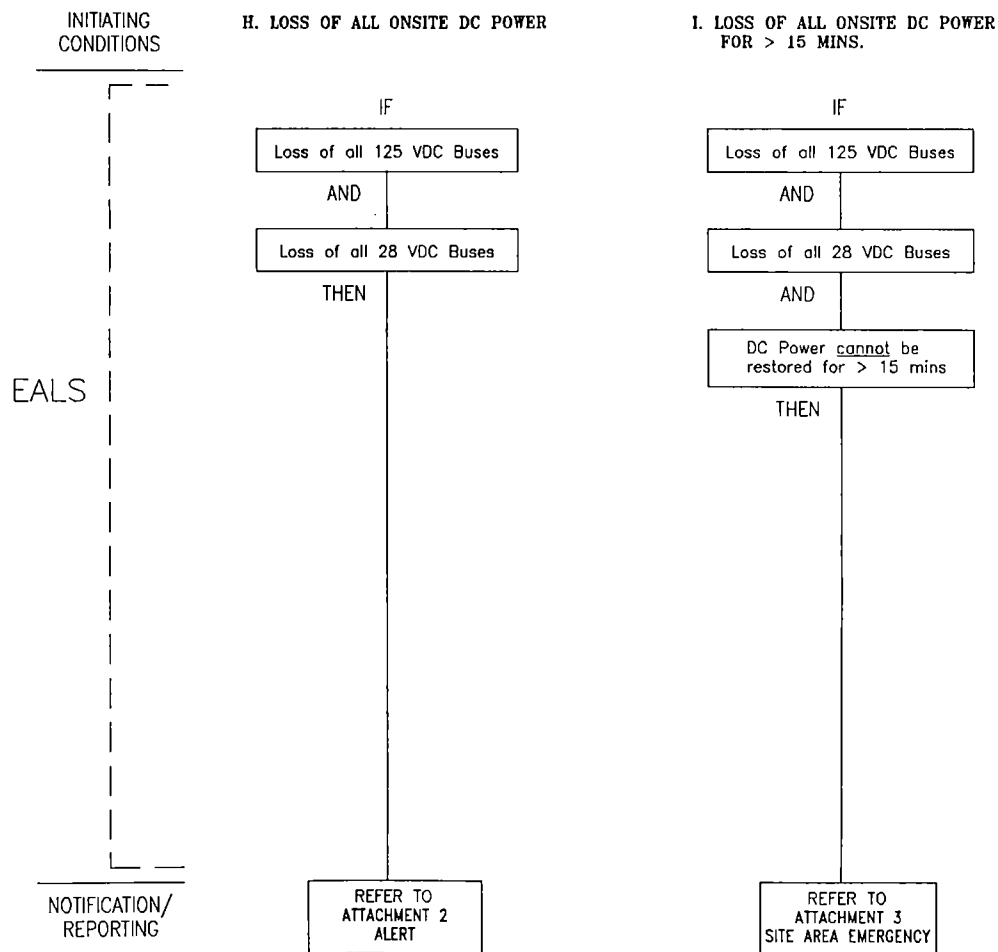 INITIATING
CONDITIONS
H. LOSS OF ALL ONSITE DC POWER
I. LOSS OF ALL ONSITE DC POWER
FOR > 15 MINS.
EALS
IF
Loss of all 125 VDC Buses
AND
Loss of all 28 VDC Buses
THEN
IF
Loss of all 125 VDC Buses
AND
Loss of all 28 VDC Buses
AND
DC Power cannot be
restored for > 15 mins
THEN
NOTIFICATION/
REPORTING
REFER TO
ATTACHMENT 2
ALERT
REFER TO
ATTACHMENT 3
SITE AREA EMERGENCY